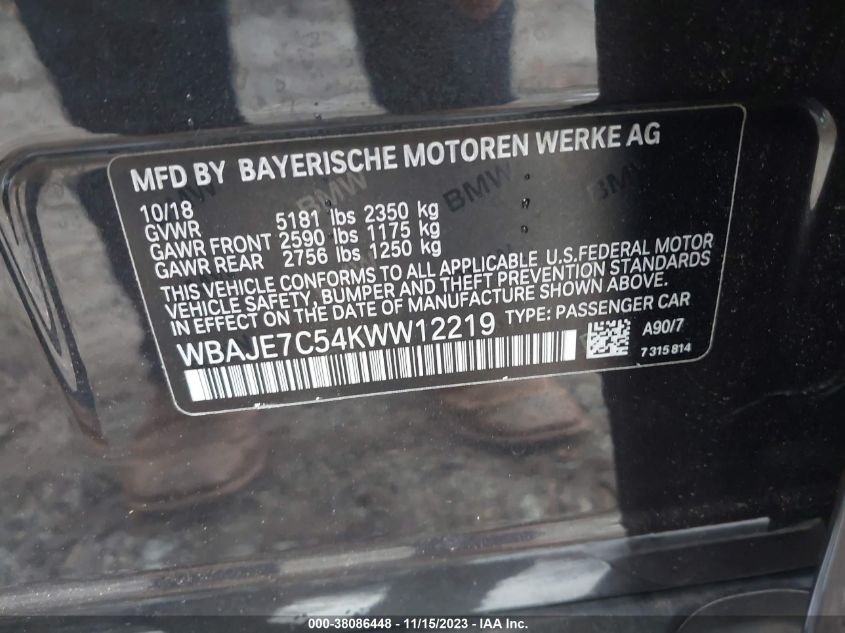 MFD BY BAYERISCHE MOTOREN WERKE AG
10/18
GVWR 5181 lbs 2350 kg
GAWR FRONT 2590 lbs 1175 kg
GAWR REAR 2756 lbs 1250 kg
THIS VEHICLE CONFORMS TO ALL APPLICABLE U.S.FEDERAL MOTOR
VEHICLE SAFETY, BUMPER AND THEFT PREVENTION STANDARDS
IN EFFECT ON THE DATE OF MANUFACTURE SHOWN ABOVE.
WBAJE7C54KWW12219 TYPE: PASSENGER CAR
A90/7
7 315 814
BMW BMW BMW
000-38086448 - 11/15/2023 - IAA Inc.